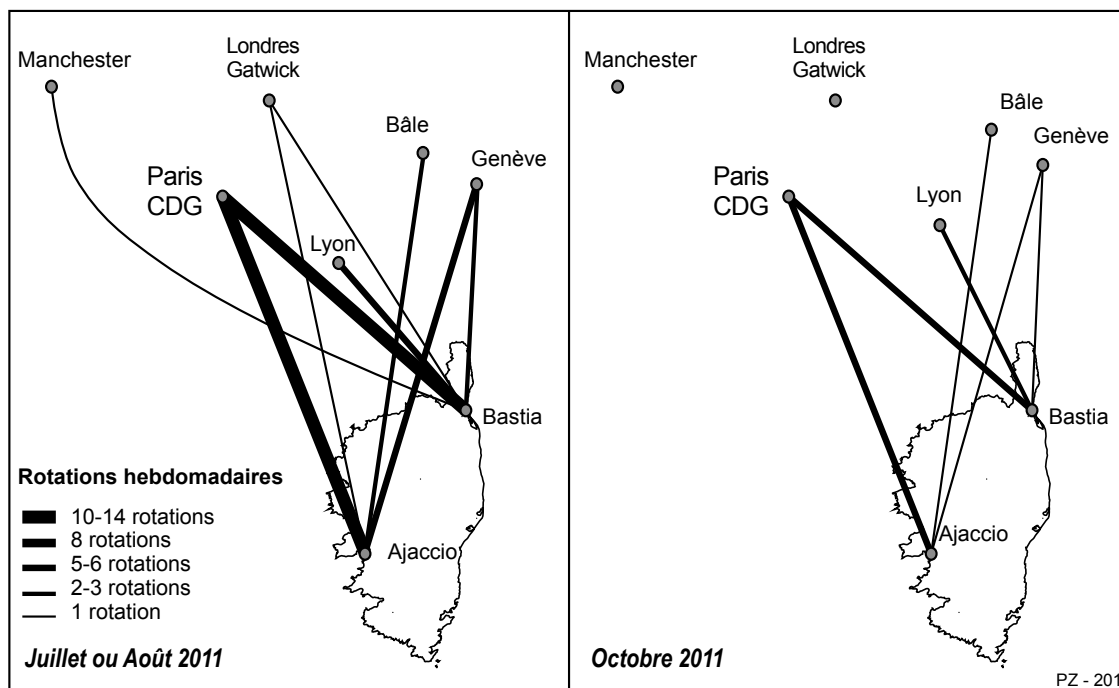 Manchester
Londres
Gatwick
Bâle
Genève
Paris
CDG
Lyon
Bastia
Ajaccio
Rotations hebdomadaires
10-14 rotations
8 rotations
5-6 rotations
2-3 rotations
1 rotation
Juillet ou Août 2011
Manchester
Londres
Gatwick
Bâle
Genève
Paris
CDG
Lyon
Bastia
Ajaccio
Octobre 2011
PZ - 201